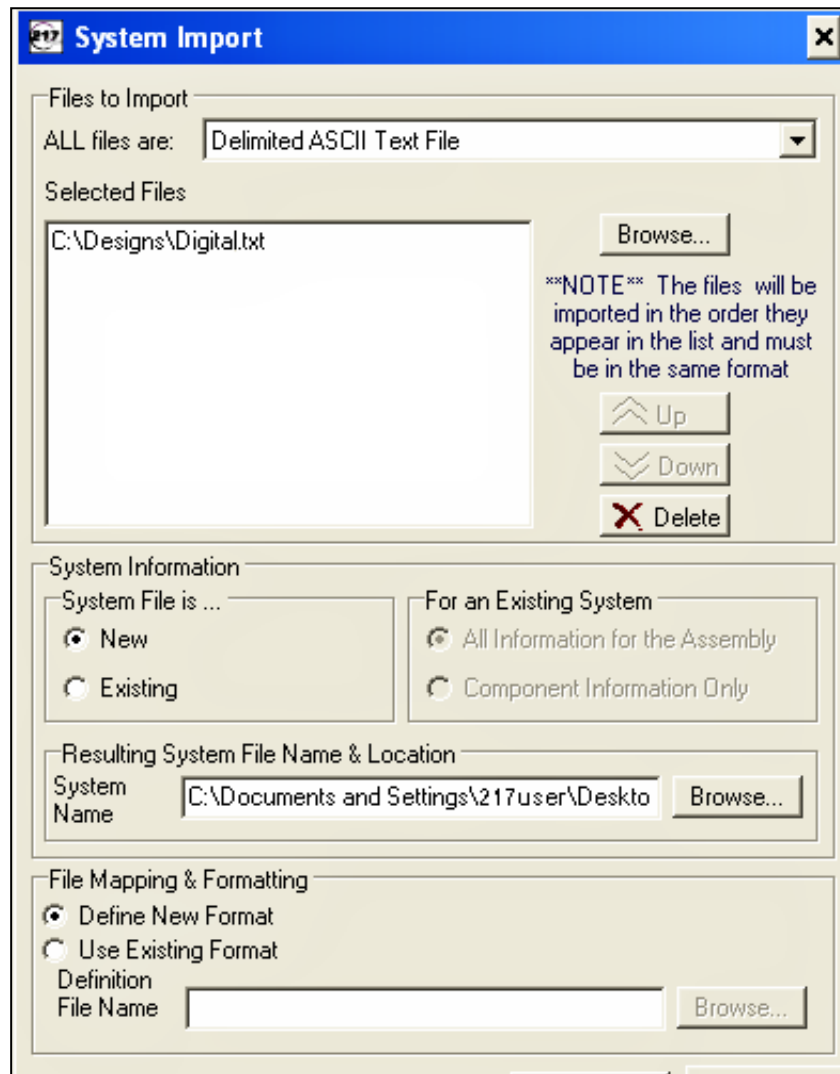 217 System Import
Files to Import
ALL files are: Delimited ASCII Text File
Selected Files
C:\Designs\Digital.txt
Browse...
**NOTE** The files will be
imported in the order they
appear in the list and must
be in the same format
Up
Down
Delete
System Information
System File is ...
New
Existing
For an Existing System
All Information for the Assembly
Component Information Only
Resulting System File Name & Location
System
Name
C:\Documents and Settings\217user\Deskto
Browse...
File Mapping & Formatting
Define New Format
Use Existing Format
Definition
File Name
Browse...